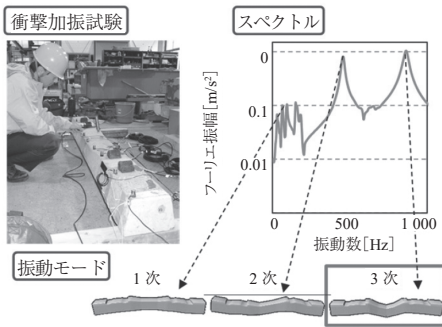 衝撃加振試験
スペクトル
フーリエ振幅[m/s²]
0
0.1
0.01
0
500
1 000
振動数[Hz]
振動モード
1 次
2 次
3 次